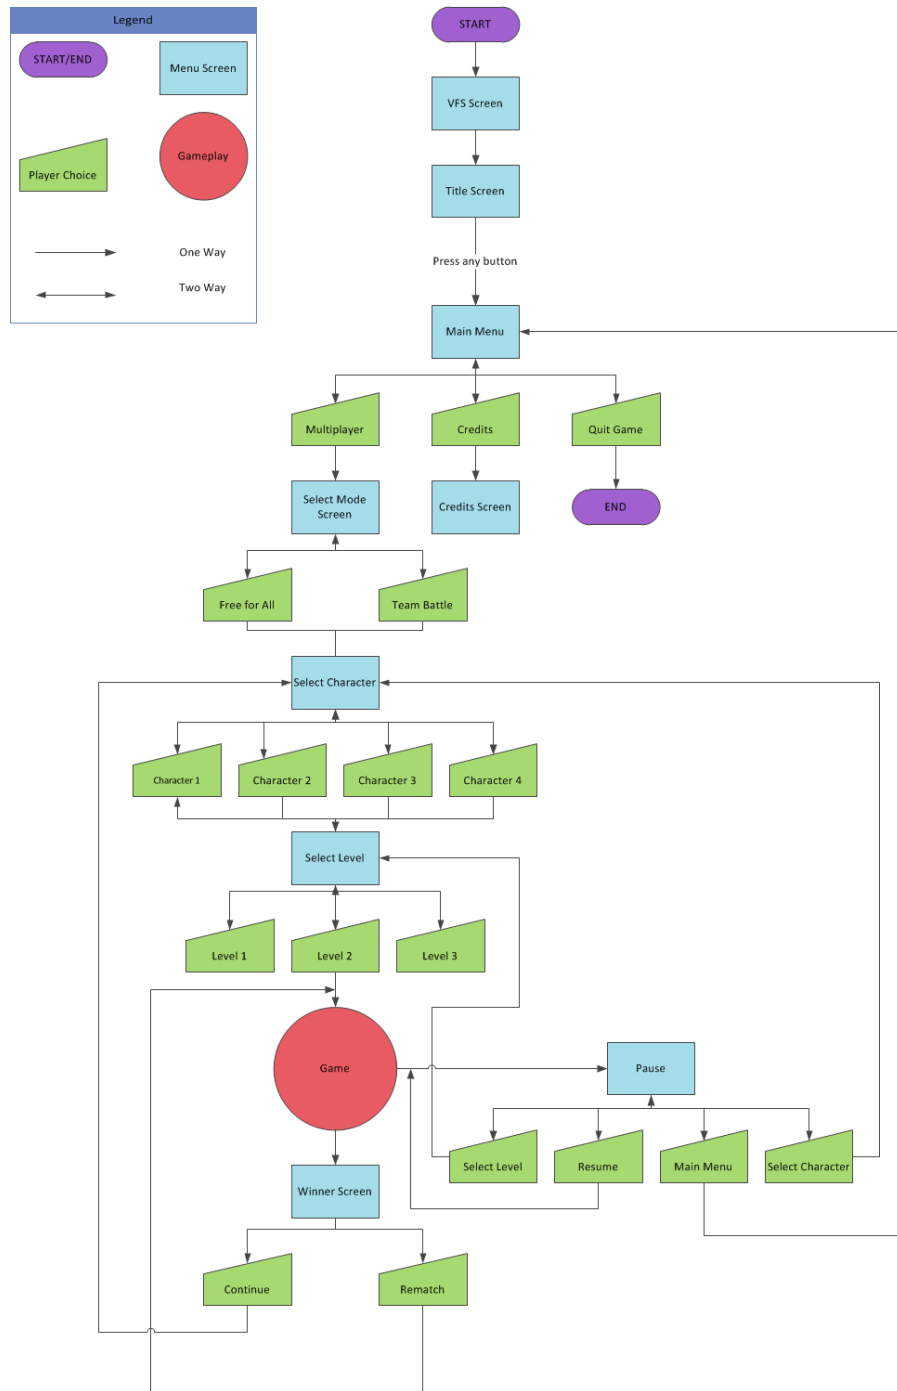 Legend
START/END
Menu Screen
Player Choice
Gameplay
One Way
Two Way
START
VFS Screen
Title Screen
Press any button
Main Menu
Multiplayer
Credits
Quit Game
Select Mode
Screen
Credits Screen
END
Free for All
Team Battle
Select Character
Character 1
Character 2
Character 3
Character 4
Select Level
Level 1
Level 2
Level 3
Game
Pause
Select Level
Resume
Main Menu
Select Character
Winner Screen
Continue
Rematch